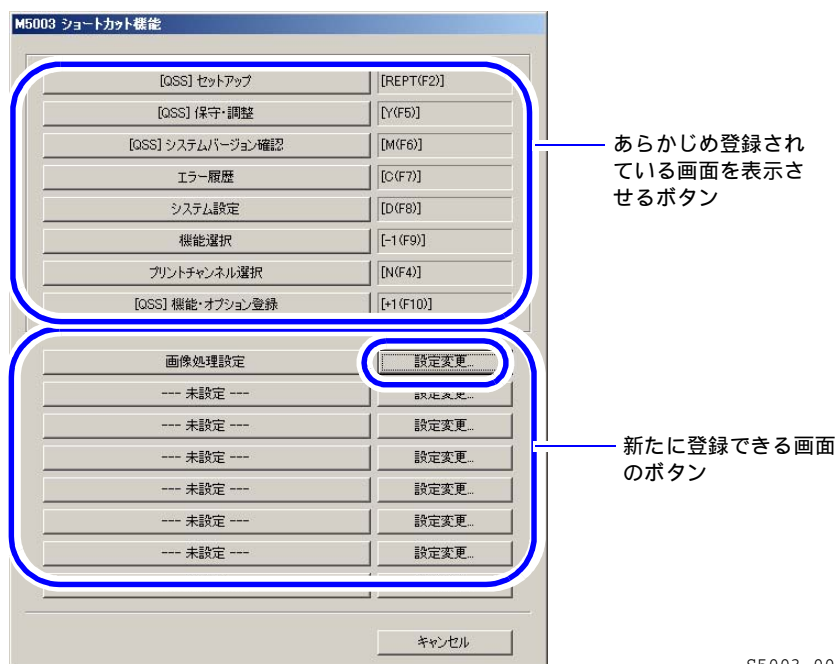 M5003 ショートカット機能
[QSS] セットアップ [REPT(F2)]
[QSS] 保守・調整 [Y(F5)]
[QSS] システムバージョン確認 [M(F6)]
エラー履歴 [C(F7)]
システム設定 [D(F8)]
機能選択 [-1(F9)]
プリントチャンネル選択 [N(F4)]
[QSS] 機能・オプション登録 [+1(F10)]
あらかじめ登録され
ている画面を表示さ
せるボタン
画像処理設定 設定変更...
--- 未設定 --- 設定変更...
--- 未設定 --- 設定変更...
--- 未設定 --- 設定変更...
--- 未設定 --- 設定変更...
--- 未設定 --- 設定変更...
--- 未設定 --- 設定変更...
新たに登録できる画面
のボタン
キャンセル